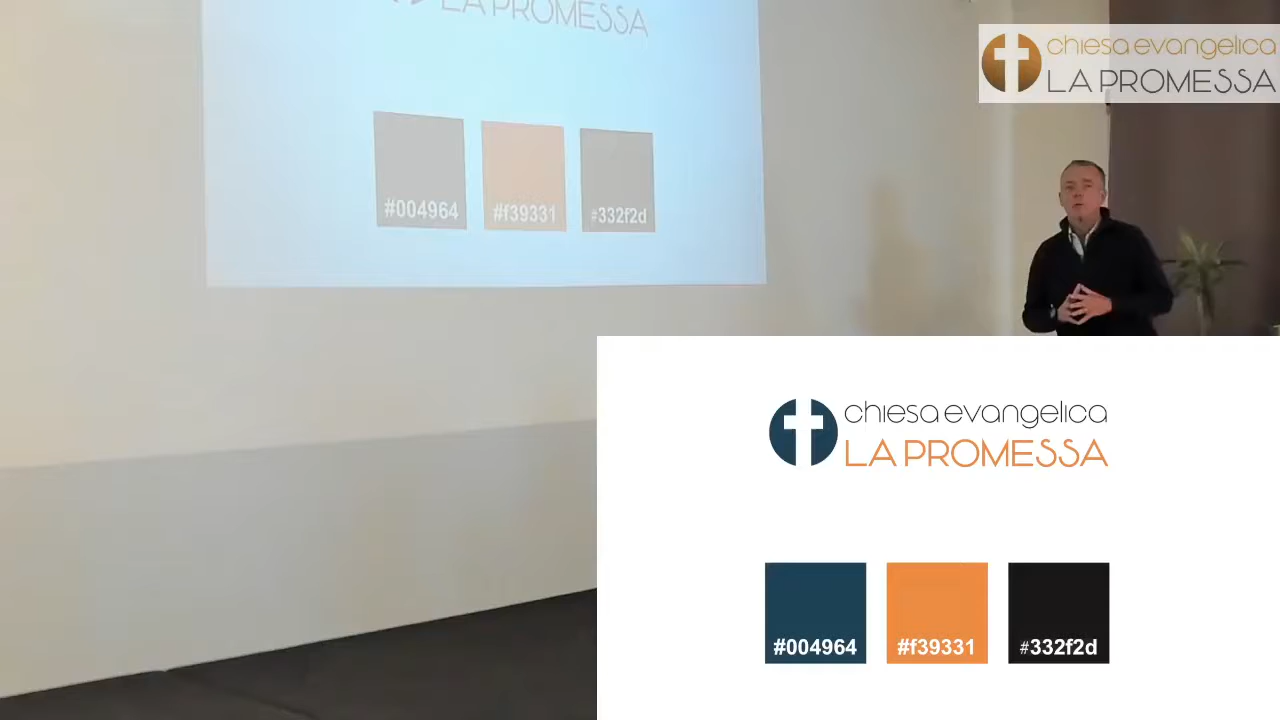 LA PROMESSA
#004964
#f39331
#332f2d
chiesa evangelica
LA PROMESSA
chiesa evangelica
LA PROMESSA
#004964
#f39331
#332f2d